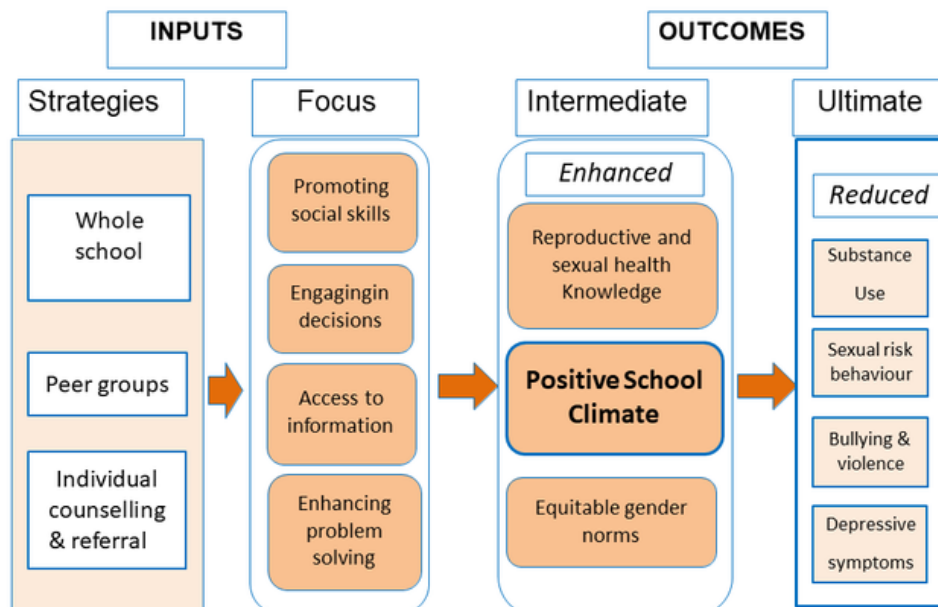 INPUTS
OUTCOMES
Strategies
Focus
Intermediate
Ultimate
Whole
school
Peer groups
Individual
counselling
& referral
Promoting
social skills
Engagingin
decisions
Access to
information
Enhancing
problem
solving
Enhanced
Reproductive and
sexual health
Knowledge
Positive School
Climate
Equitable gender
norms
Reduced
Substance
Use
Sexual risk
behaviour
Bullying &
violence
Depressive
symptoms